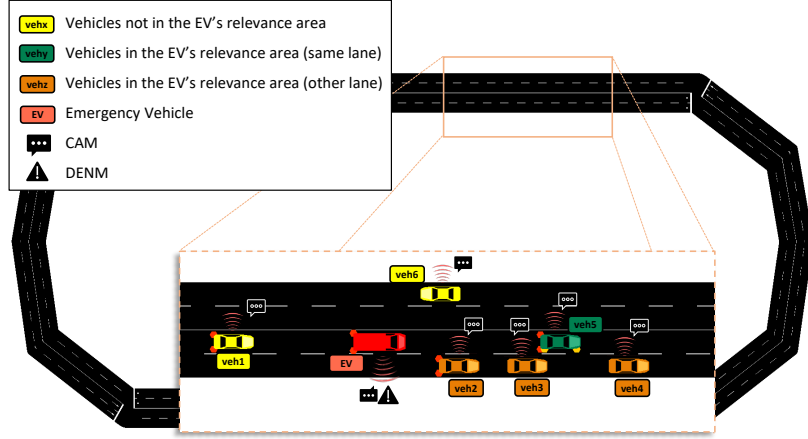 vehx Vehicles not in the EV's relevance area
vehy Vehicles in the EV's relevance area (same lane)
vehz Vehicles in the EV's relevance area (other lane)
EV Emergency Vehicle
CAM
DENM
veh6
veh5
veh1
EV
veh2
veh3
veh4